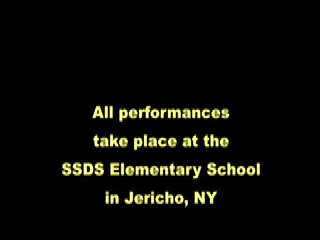 All performances
take place at the
SSDS Elementary School
in Jericho, NY